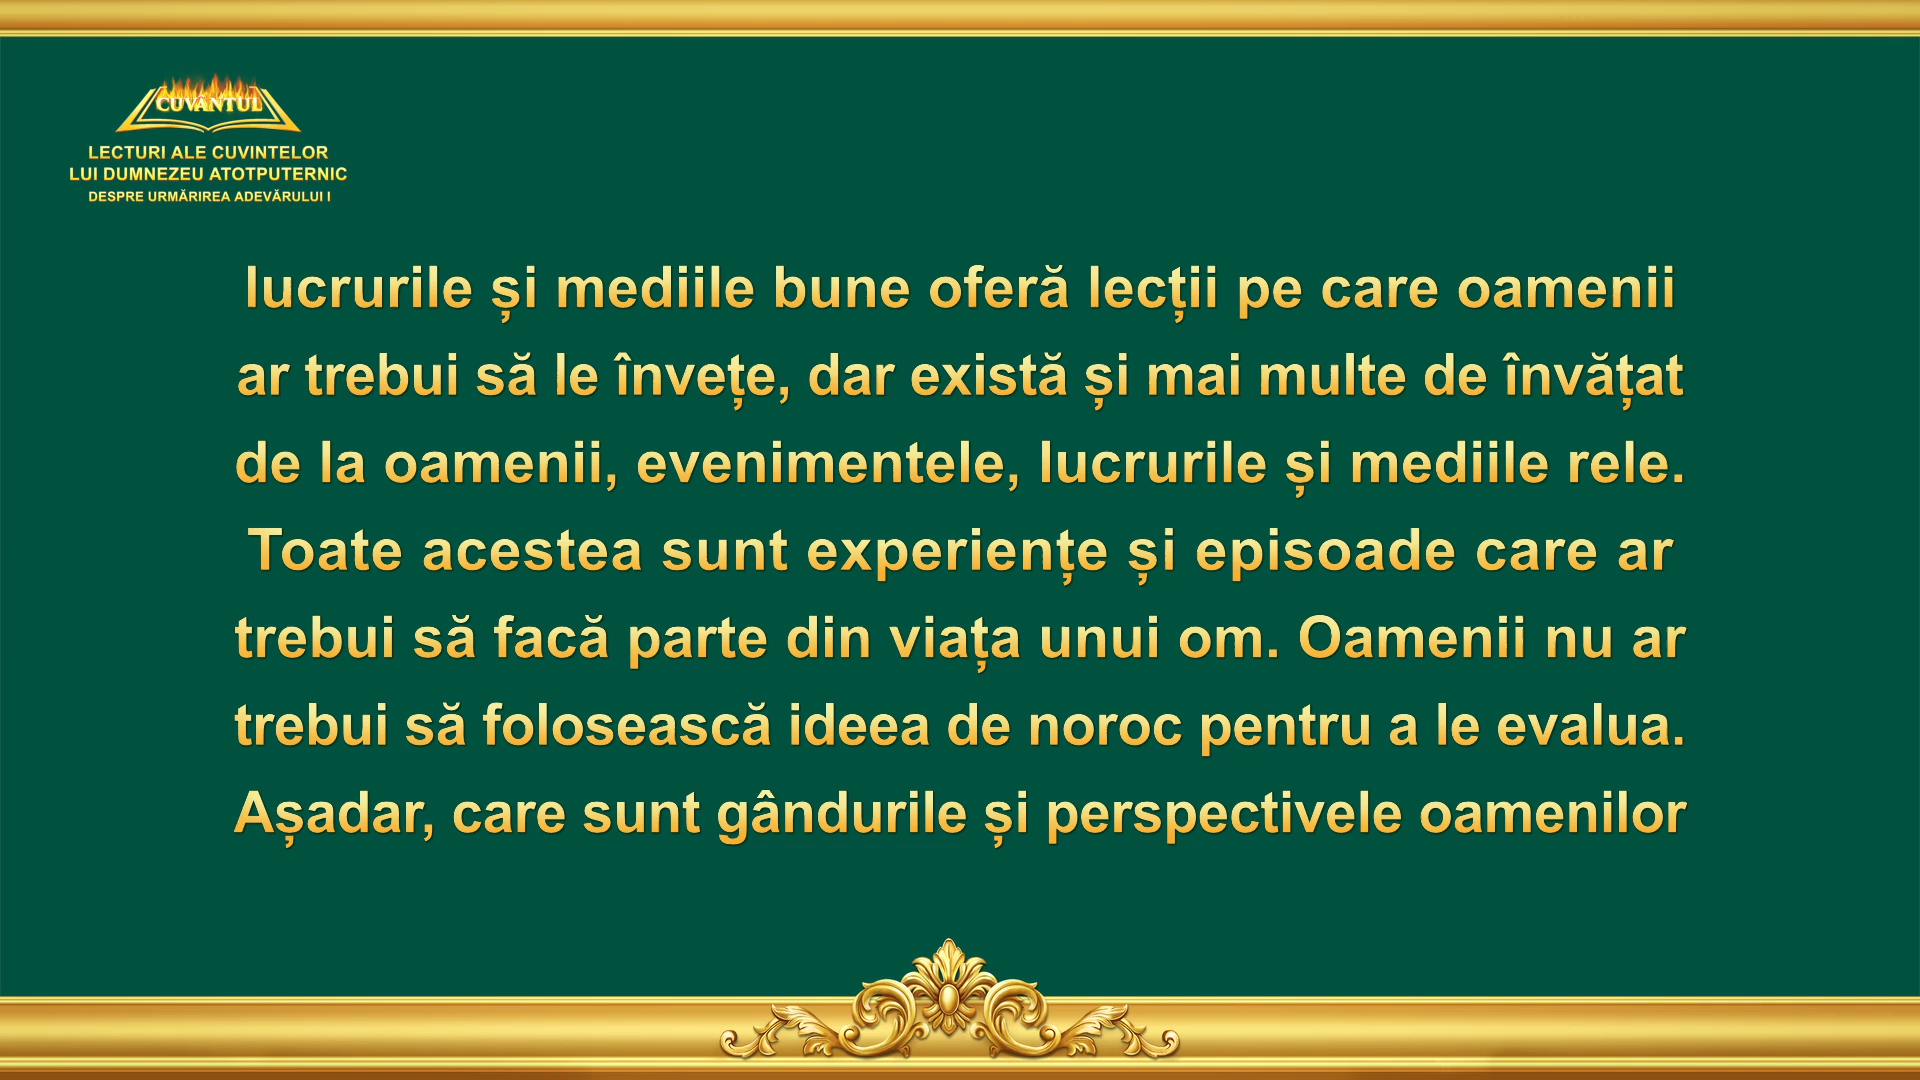 CUVÂNTUL
LECTURI ALE CUVINTELOR
LUI DUMNEZEU ATOTPUTERNIC
DESPRE URMĂRIREA ADEVĂRULUI I
lucrurile și mediile bune oferă lecții pe care oamenii
ar trebui să le învețe, dar există și mai multe de învățat
de la oamenii, evenimentele, lucrurile și mediile rele.
Toate acestea sunt experiențe și episoade care ar
trebui să facă parte din viața unui om. Oamenii nu ar
trebui să folosească ideea de noroc pentru a le evalua.
Așadar, care sunt gândurile și perspectivele oamenilor